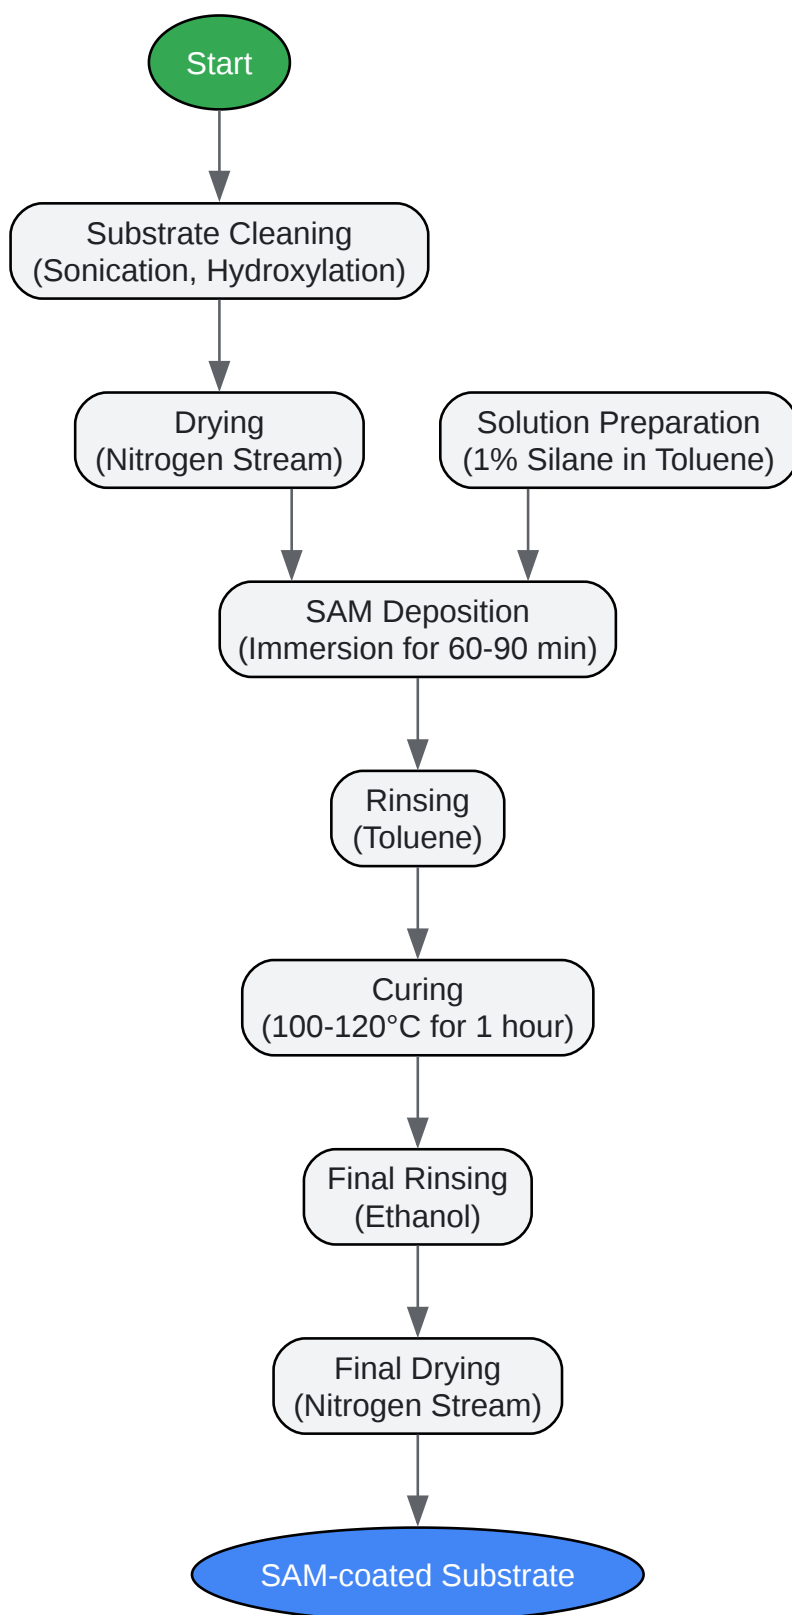 Start
Substrate Cleaning
(Sonication, Hydroxylation)
Drying
(Nitrogen Stream)
Solution Preparation
(1% Silane in Toluene)
SAM Deposition
(Immersion for 60-90 min)
Rinsing
(Toluene)
Curing
(100-120°C for 1 hour)
Final Rinsing
(Ethanol)
Final Drying
(Nitrogen Stream)
SAM-coated Substrate